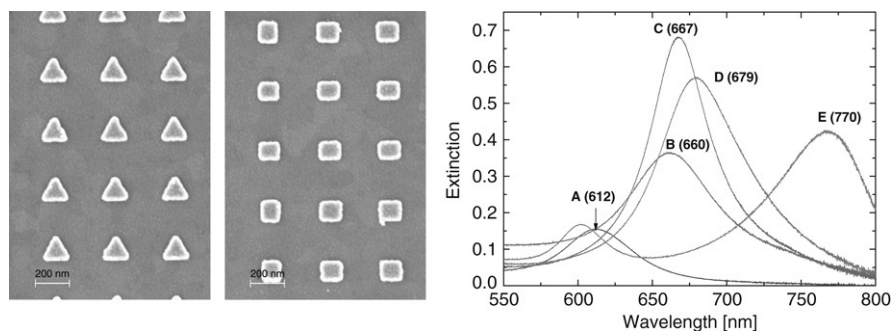 200 nm
200 nm
Extinction
0.7
0.6
0.5
0.4
0.3
0.2
0.1
0.0
C (667)
D (679)
E (770)
B (660)
A (612)
550 600 650 700 750 800
Wavelength [nm]